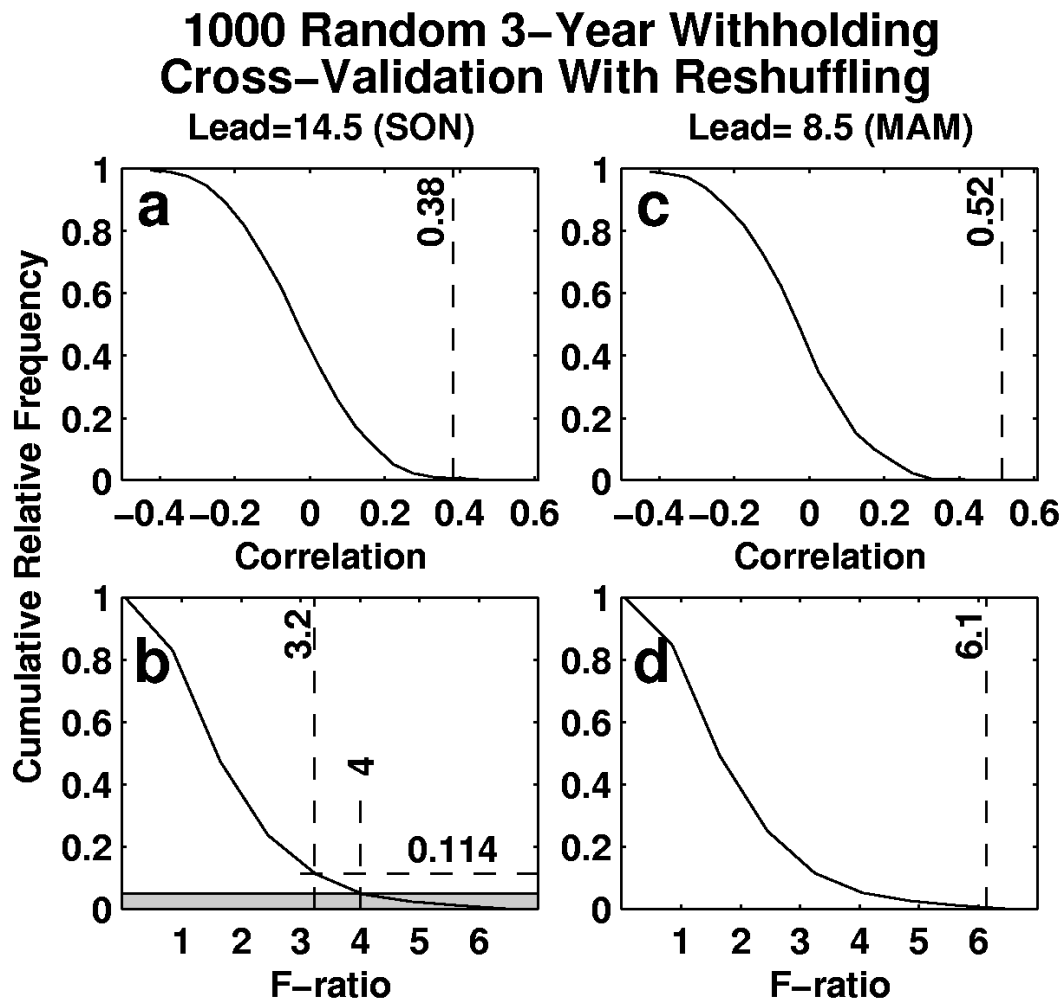 1000 Random 3−Year Withholding
Cross−Validation With Reshuffling
Lead=14.5 (SON)
Lead= 8.5 (MAM)
Cumulative Relative Frequency
a
0.38
1
0.8
0.6
0.4
0.2
0
−0.4 −0.2 0 0.2 0.4 0.6
Correlation
c
0.52
1
0.8
0.6
0.4
0.2
0
−0.4 −0.2 0 0.2 0.4 0.6
Correlation
b
3.2
4
0.114
1
0.8
0.6
0.4
0.2
0
1 2 3 4 5 6
F−ratio
d
6.1
1
0.8
0.6
0.4
0.2
0
1 2 3 4 5 6
F−ratio